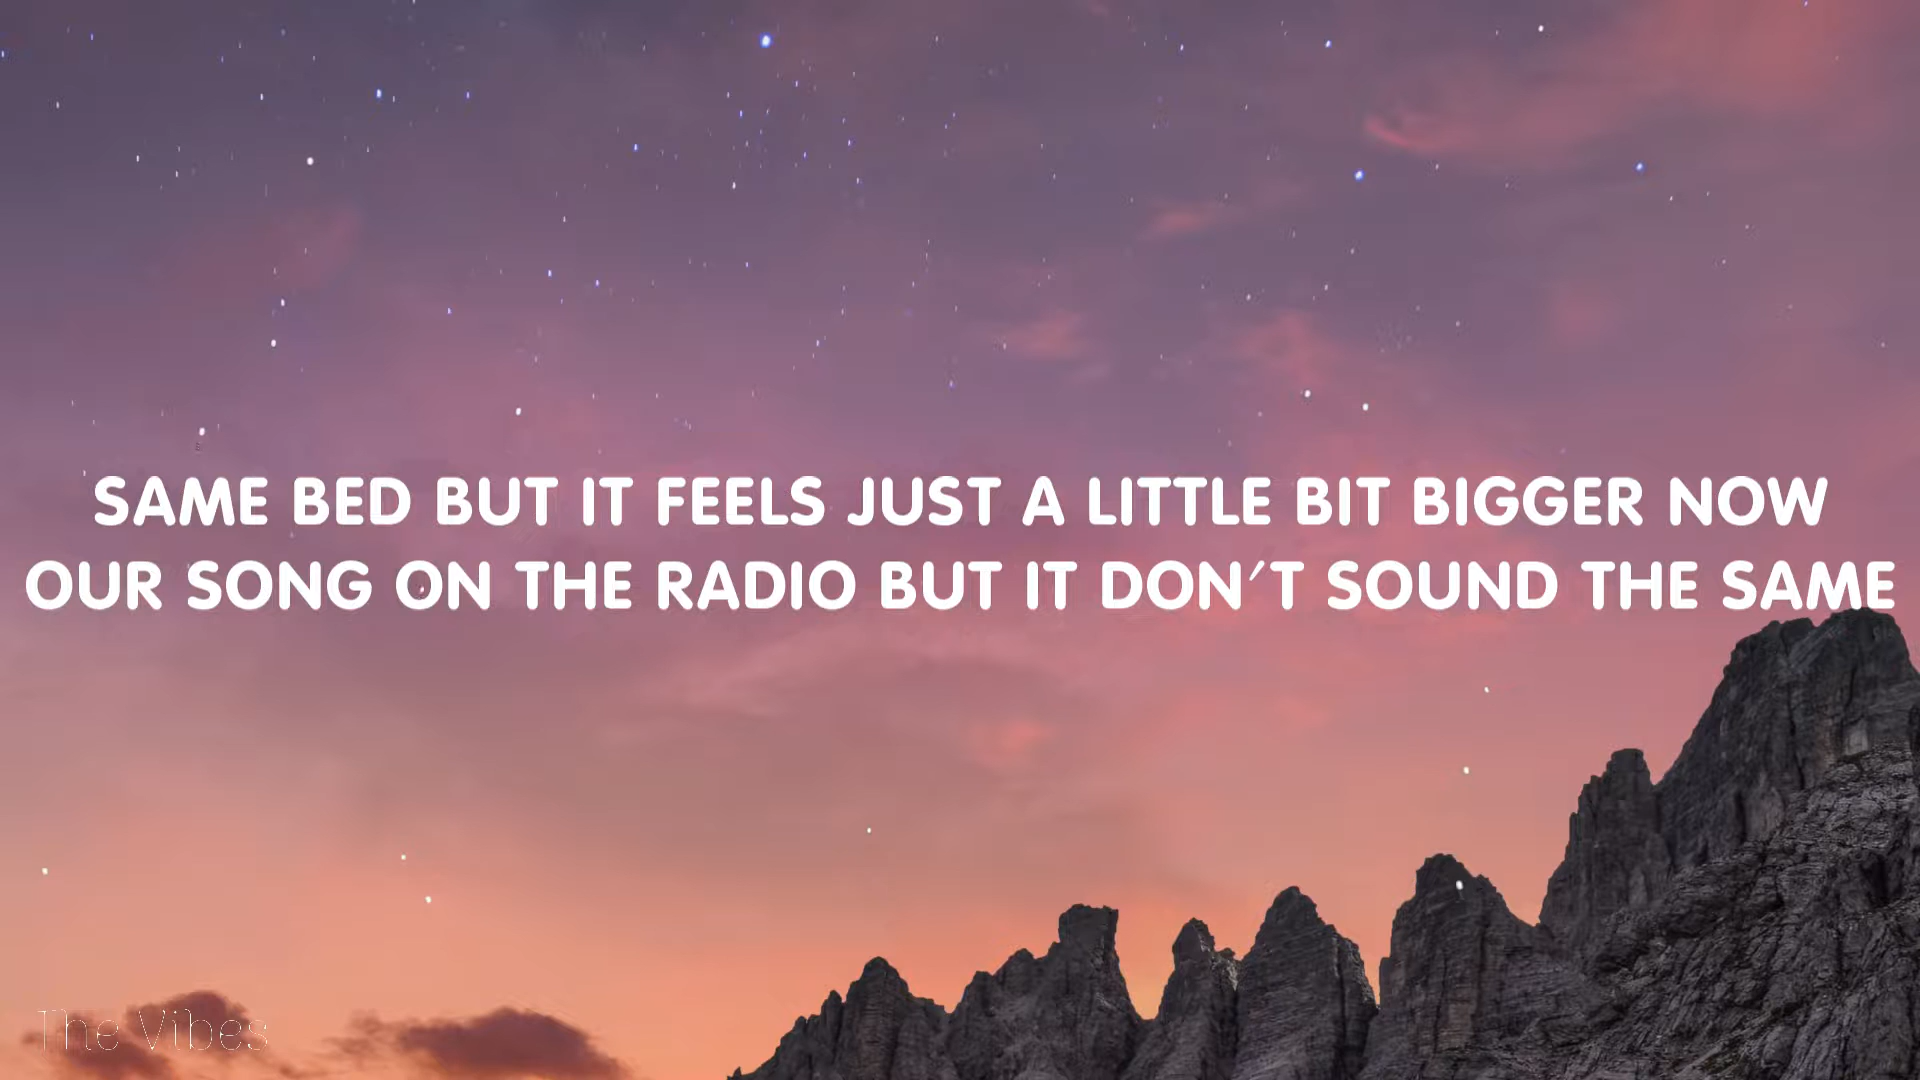 SAME BED BUT IT FEELS JUST A LITTLE BIT BIGGER NOW
OUR SONG ON THE RADIO BUT IT DON'T SOUND THE SAME
The Vibes